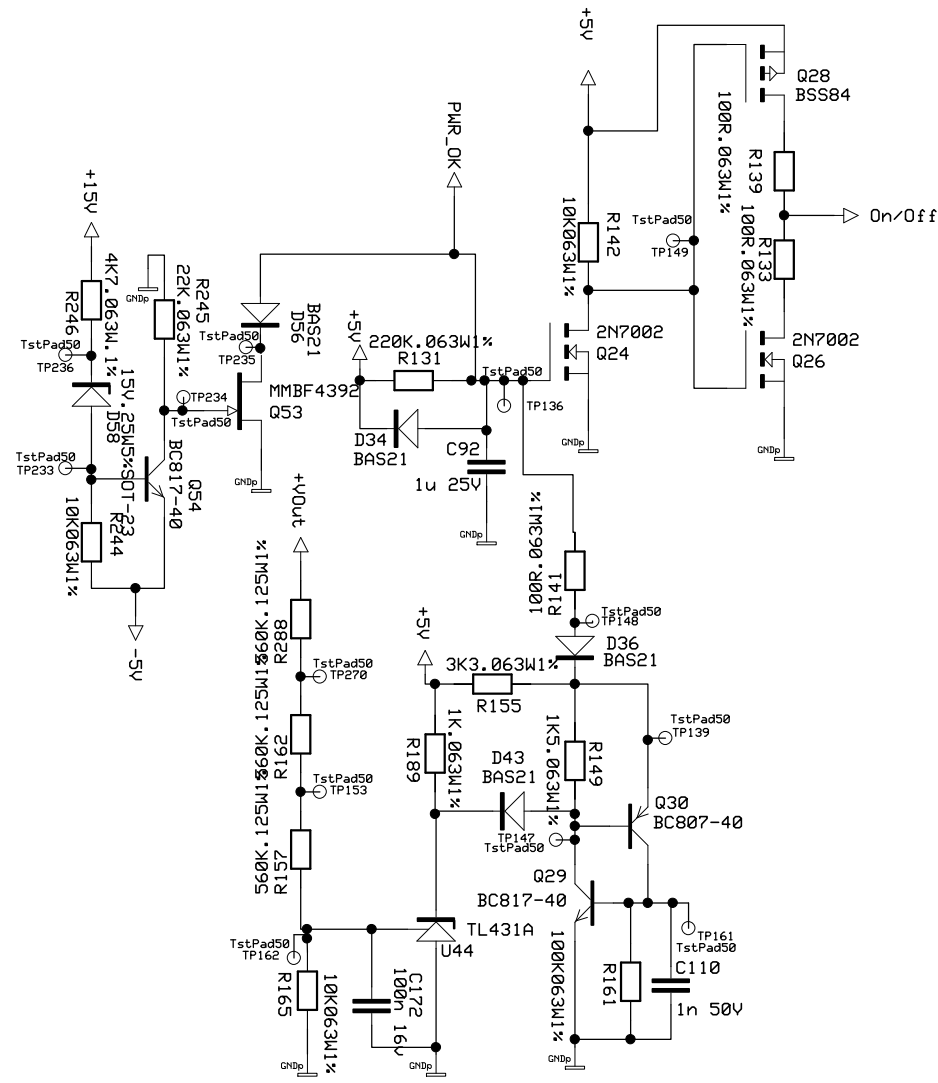 +5V
Q28
BSS84
100R.063W1%
R139
PWR_OK
+15V
On/Off
R142
10K063W1%
TstPad50
TP149
R133
100R.063W1%
4K7.063W.1%
R246
GNDp
R245
22K.063W1%
BAS21
D56
+5V
2N7002
Q24
2N7002
Q26
TstPad50
TP236
TstPad50
TP235
220K.063W1%
R131
TstPad50
TP136
15V.25W5%SOT-23
D58
TP234
TstPad50
MMBF4392
Q53
D34
BAS21
C92
1u 25V
GNDp
GNDp
TstPad50
TP233
BC817-40
Q54
GNDp
+VOut
R244
10K063W1%
GNDp
100R.063W1%
R141
-5V
560K.125W1%
R288
+5V
TstPad50
TP148
D36
BAS21
TstPad50
TP270
3K3.063W1%
R155
560K.125W1%
R162
1K.063W1%
R189
1K5.063W1%
R149
TstPad50
TP139
D43
BAS21
TstPad50
TP153
Q30
BC807-40
TP147
TstPad50
560K.125W1%
R157
Q29
BC817-40
TL431A
U44
TP161
TstPad50
TstPad50
TP162
R165
10K063W1%
C172
100n 16v
100K063W1%
R161
C110
1n 50V
GNDp
GNDp
GNDp